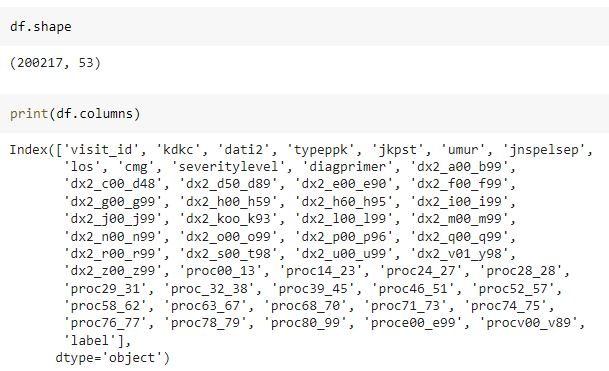 df.shape
(200217, 53)
print(df.columns)
Index(['visit_id', 'kdkc', 'dati2', 'typeppk', 'jkpst', 'umur', 'jnspelsep',
'los', 'cmg', 'severitylevel', 'diagprimer', 'dx2_a00_b99',
'dx2_c00_d48', 'dx2_d50_d89', 'dx2_e00_e90', 'dx2_f00_f99',
'dx2_g00_g99', 'dx2_h00_h59', 'dx2_h60_h95', 'dx2_i00_i99',
'dx2_j00_j99', 'dx2_koo_k93', 'dx2_l00_l99', 'dx2_m00_m99',
'dx2_n00_n99', 'dx2_o00_o99', 'dx2_p00_p96', 'dx2_q00_q99',
'dx2_r00_r99', 'dx2_s00_t98', 'dx2_u00_u99', 'dx2_v01_y98',
'dx2_z00_z99', 'proc00_13', 'proc14_23', 'proc24_27', 'proc28_28',
'proc29_31', 'proc_32_38', 'proc39_45', 'proc46_51', 'proc52_57',
'proc58_62', 'proc63_67', 'proc68_70', 'proc71_73', 'proc74_75',
'proc76_77', 'proc78_79', 'proc80_99', 'proce00_e99', 'procv00_v89',
'label'],
dtype='object')